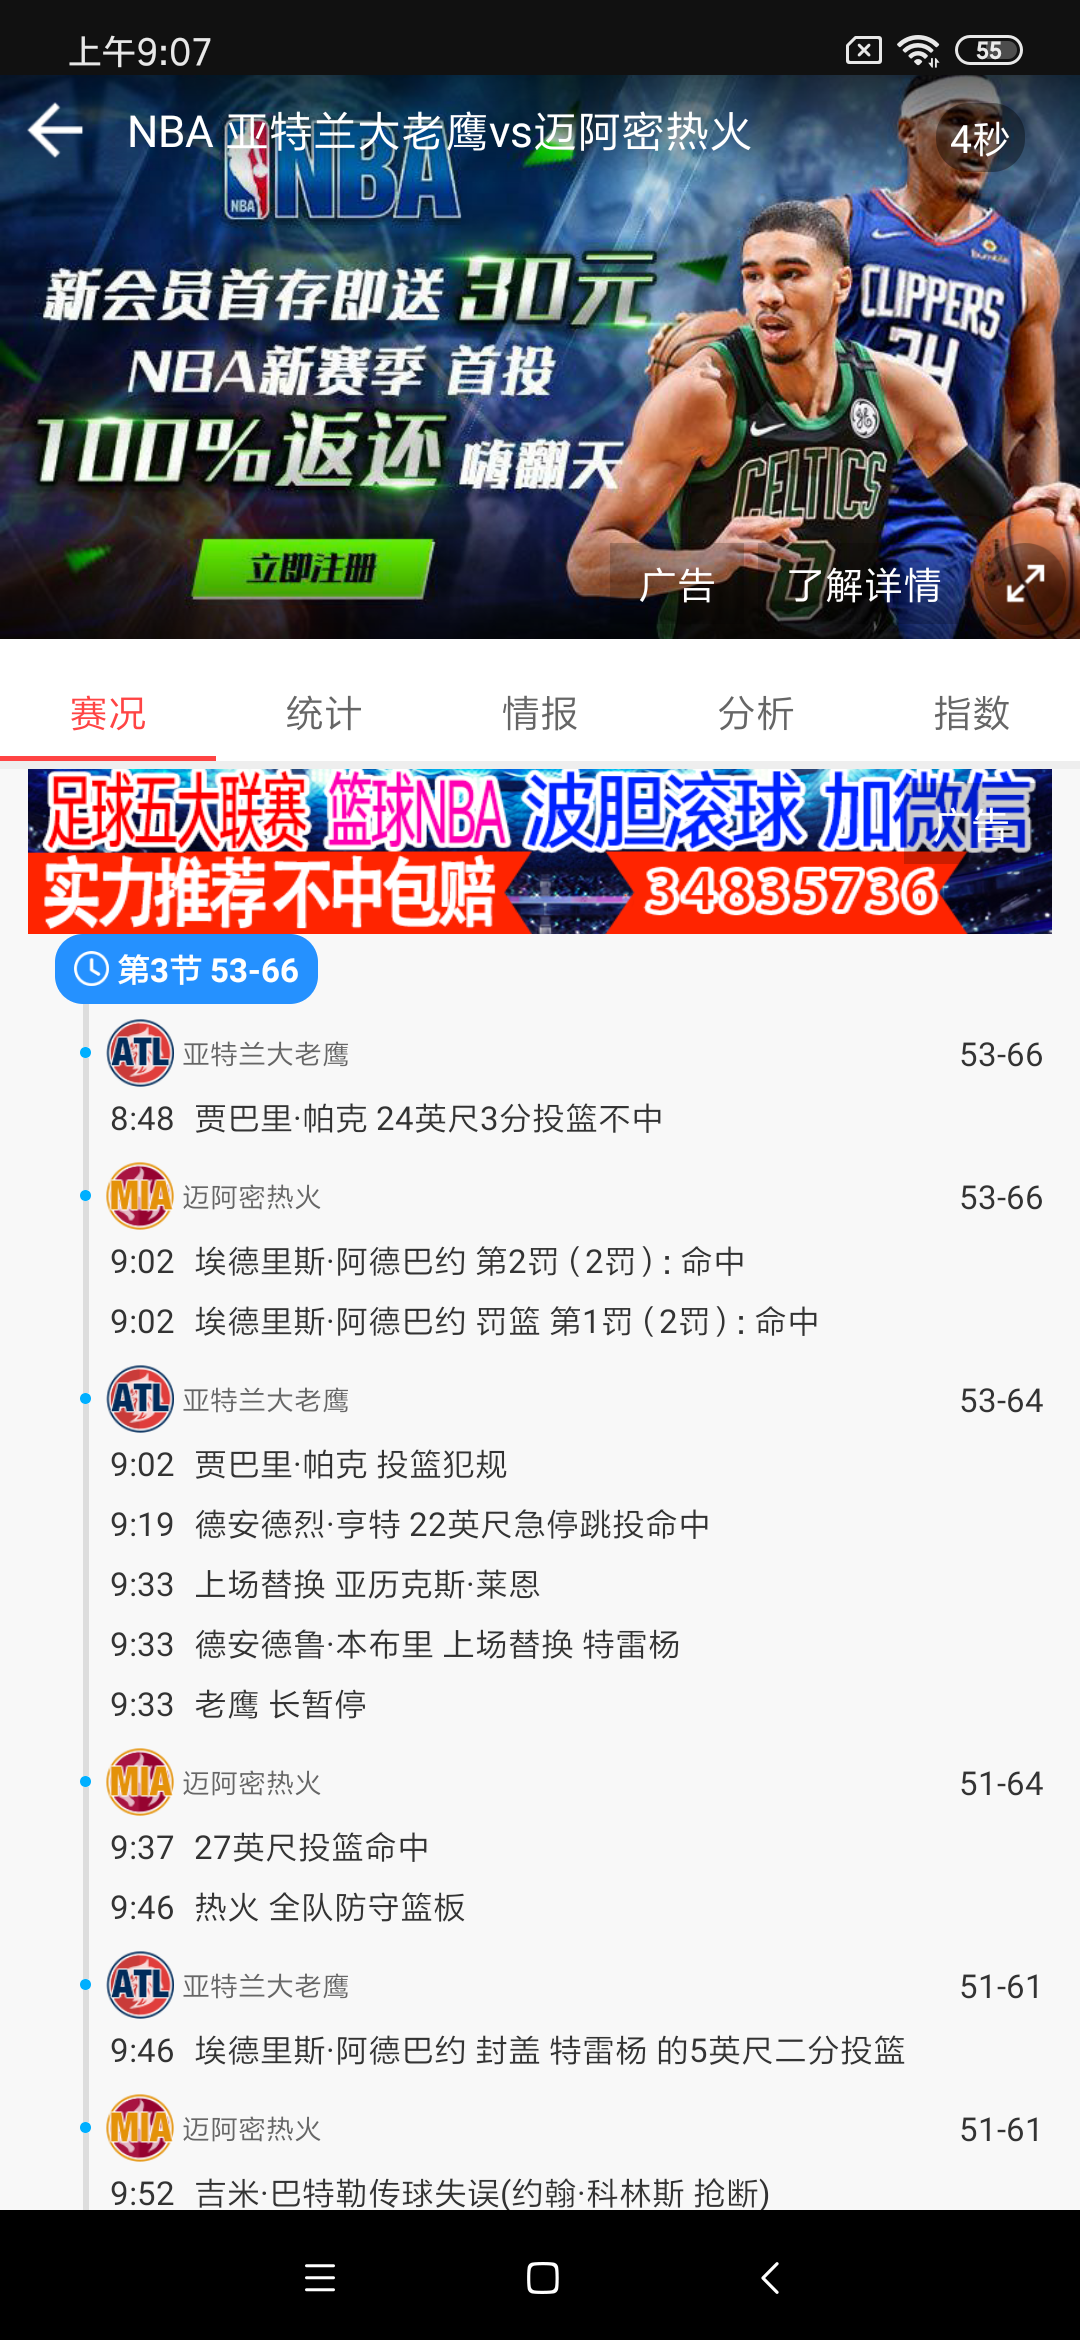 上午9:07
55
NBA 亚特兰大老鹰vs迈阿密热火
4秒
NBA
NBA
新会员首存即送30元
NBA新赛季 首投
100%返还 嗨翻天
立即注册
CLIPPERS
CELTICS
广告
了解详情
赛况
统计
情报
分析
指数
足球五大联赛 篮球NBA 波胆滚球 加微信
广告
实力推荐 不中包赔 34835736
第3节 53-66
ATL 亚特兰大老鹰 53-66
8:48 贾巴里·帕克 24英尺3分投篮不中
MIA 迈阿密热火 53-66
9:02 埃德里斯·阿德巴约 第2罚（2罚）: 命中
9:02 埃德里斯·阿德巴约 罚篮 第1罚（2罚）: 命中
ATL 亚特兰大老鹰 53-64
9:02 贾巴里·帕克 投篮犯规
9:19 德安德烈·亨特 22英尺急停跳投命中
9:33 上场替换 亚历克斯·莱恩
9:33 德安德鲁·本布里 上场替换 特雷杨
9:33 老鹰 长暂停
MIA 迈阿密热火 51-64
9:37 27英尺投篮命中
9:46 热火 全队防守篮板
ATL 亚特兰大老鹰 51-61
9:46 埃德里斯·阿德巴约 封盖 特雷杨 的5英尺二分投篮
MIA 迈阿密热火 51-61
9:52 吉米·巴特勒传球失误(约翰·科林斯 抢断)